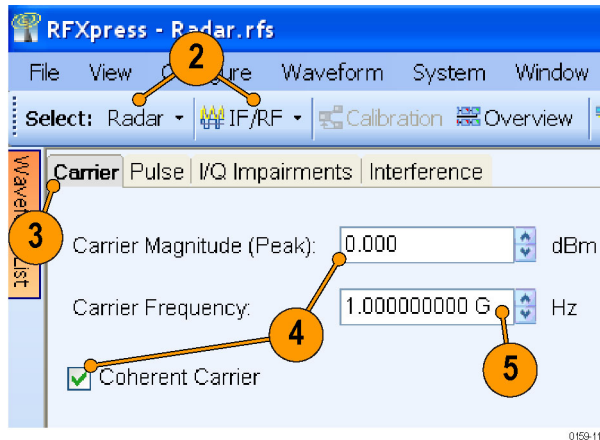 RFXpress - Radar.rfs
2
File View Waveform System Window
Select: Radar IF/RF Calibration Overview
Carrier Pulse I/Q Impairments Interference
3
List
Carrier Magnitude (Peak): 0.000 dBm
Carrier Frequency: 1.000000000 G Hz
4
5
Coherent Carrier
0159-11